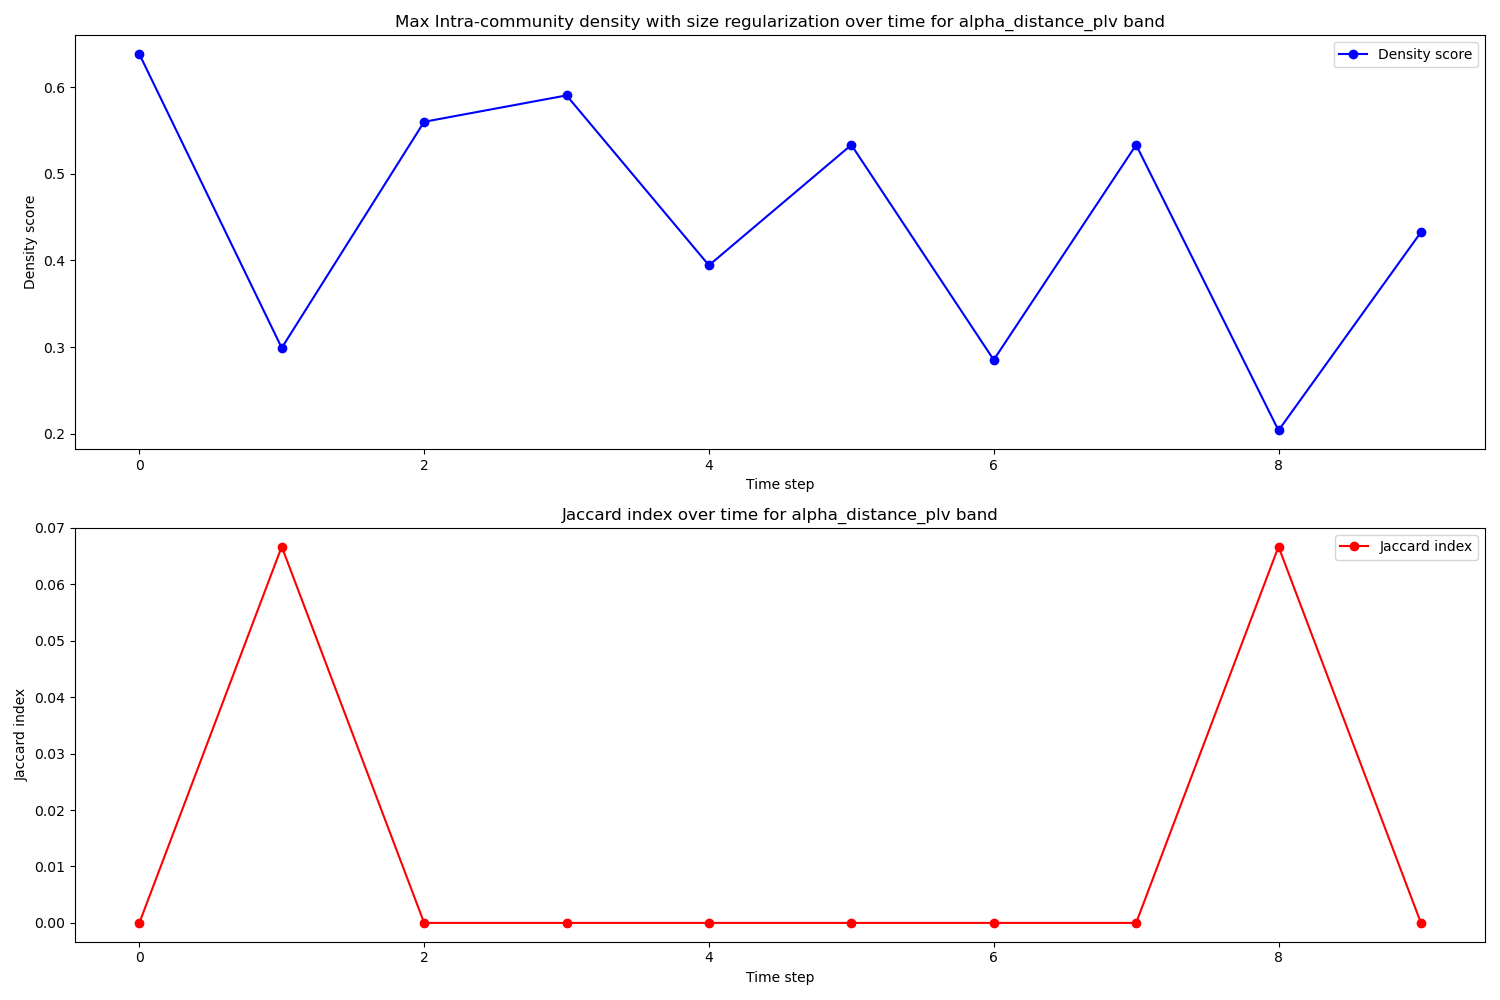 Max Intra-community density with size regularization over time for alpha_distance_plv band
Density score
0.6
0.5
0.4
0.3
0.2
Density score
0 2 4 6 8
Time step
Jaccard index over time for alpha_distance_plv band
Jaccard index
0.07
0.06
0.05
0.04
0.03
0.02
0.01
0.00
Jaccard index
0 2 4 6 8
Time step